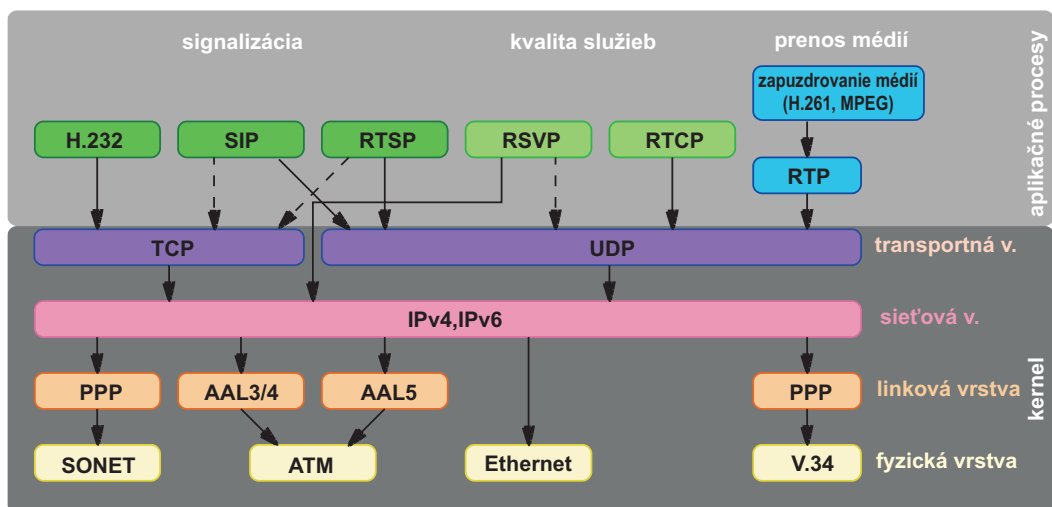 signalizácia
kvalita služieb
prenos médií
zapuzdrovanie médií
(H.261, MPEG)
H.232
SIP
RTSP
RSVP
RTCP
RTP
aplikačné procesy
TCP
UDP
transportná v.
IPv4,IPv6
sieťová v.
PPP
AAL3/4
AAL5
PPP
linková vrstva
kernel
SONET
ATM
Ethernet
V.34
fyzická vrstva